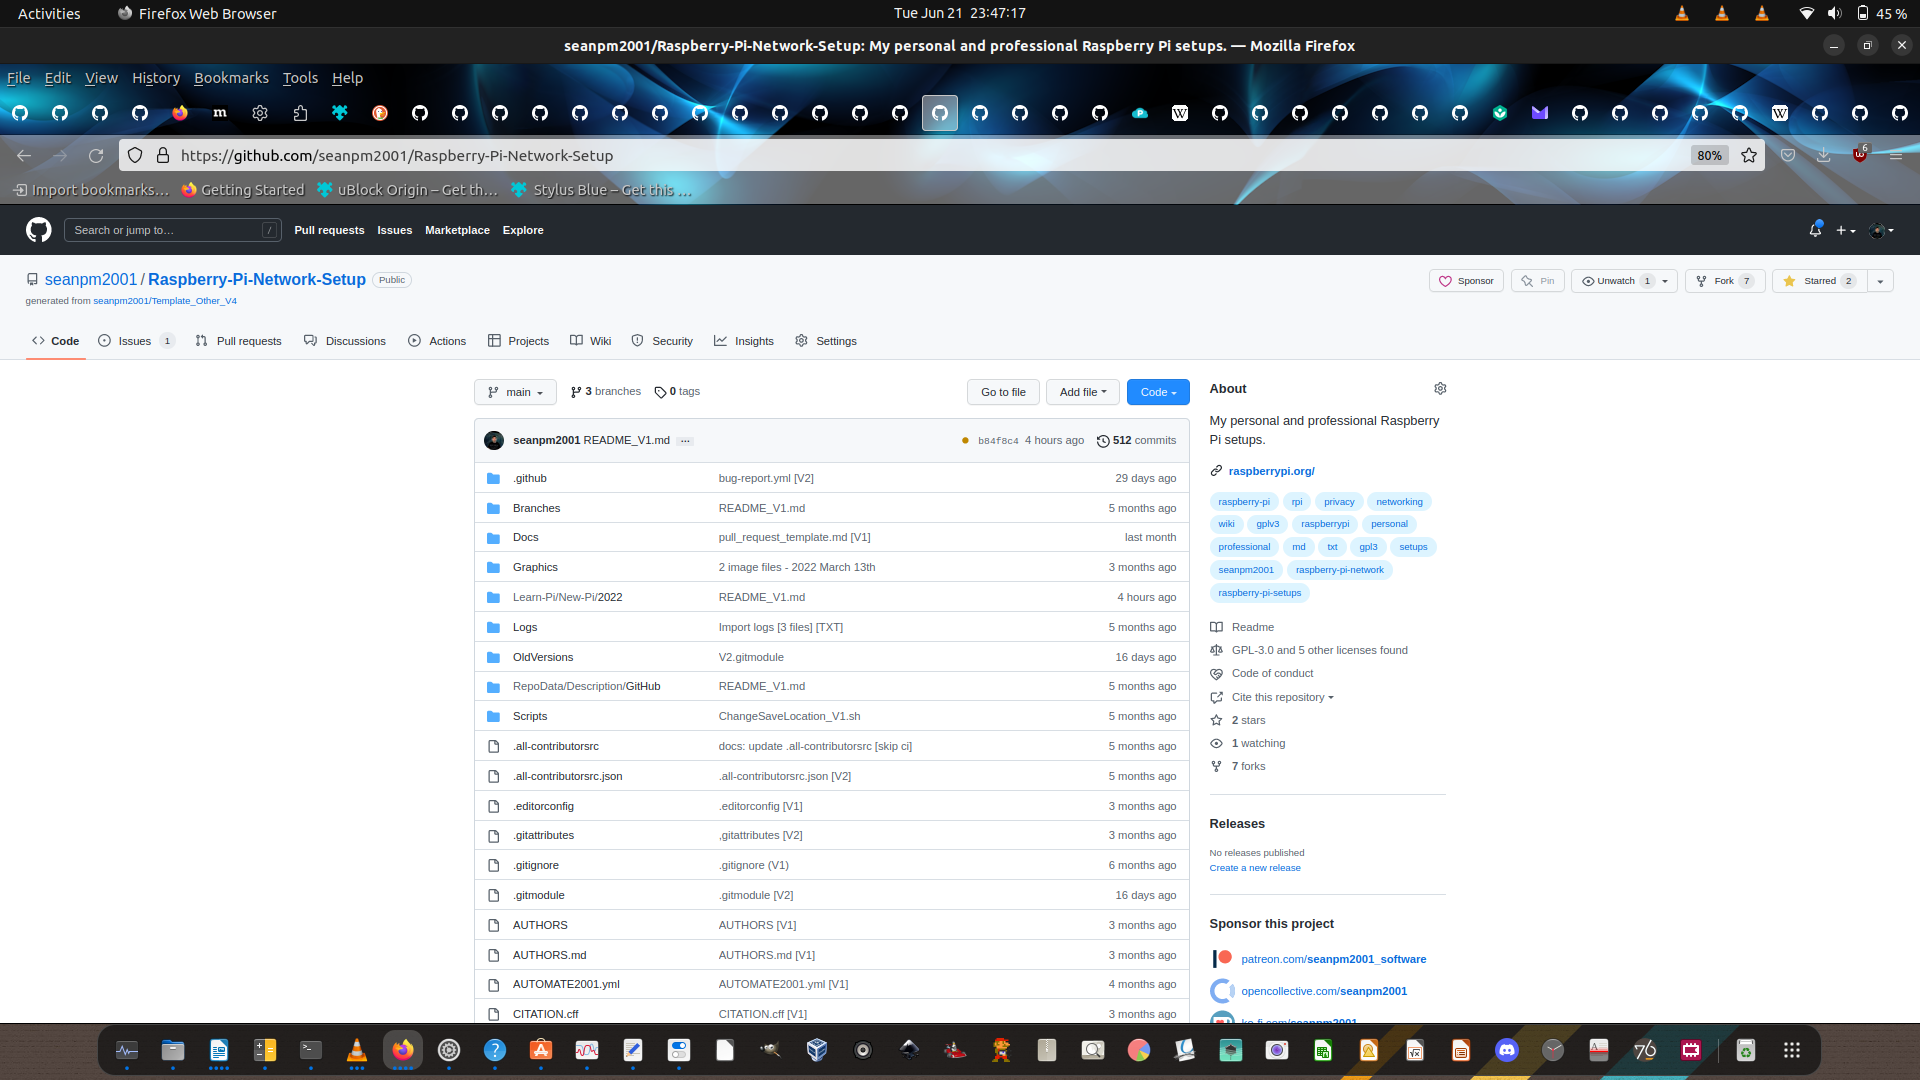 Activities
Firefox Web Browser
Tue Jun 21 23:47:17
45 %
seanpm2001/Raspberry-Pi-Network-Setup: My personal and professional Raspberry Pi setups. — Mozilla Firefox
File Edit View History Bookmarks Tools Help
https://github.com/seanpm2001/Raspberry-Pi-Network-Setup
80%
6
Import bookmarks…
Getting Started
uBlock Origin – Get th…
Stylus Blue – Get this …
Search or jump to…
/
Pull requests Issues Marketplace Explore
seanpm2001 / Raspberry-Pi-Network-Setup Public
generated from seanpm2001/Template_Other_V4
Sponsor
Pin
Unwatch 1
Fork 7
Starred 2
Code
Issues 1
Pull requests
Discussions
Actions
Projects
Wiki
Security
Insights
Settings
main
3 branches
0 tags
Go to file
Add file
Code
seanpm2001 README_V1.md ...
b84f8c4 4 hours ago
512 commits
.github bug-report.yml [V2] 29 days ago
Branches README_V1.md 5 months ago
Docs pull_request_template.md [V1] last month
Graphics 2 image files - 2022 March 13th 3 months ago
Learn-Pi/New-Pi/2022 README_V1.md 4 hours ago
Logs Import logs [3 files] [TXT] 5 months ago
OldVersions V2.gitmodule 16 days ago
RepoData/Description/GitHub README_V1.md 5 months ago
Scripts ChangeSaveLocation_V1.sh 5 months ago
.all-contributorsrc docs: update .all-contributorsrc [skip ci] 5 months ago
.all-contributorsrc.json .all-contributorsrc.json [V2] 5 months ago
.editorconfig .editorconfig [V1] 3 months ago
.gitattributes ,gitattributes [V2] 3 months ago
.gitignore .gitignore (V1) 6 months ago
.gitmodule .gitmodule [V2] 16 days ago
AUTHORS AUTHORS [V1] 3 months ago
AUTHORS.md AUTHORS.md [V1] 3 months ago
AUTOMATE2001.yml AUTOMATE2001.yml [V1] 4 months ago
CITATION.cff CITATION.cff [V1] 3 months ago
About
My personal and professional Raspberry
Pi setups.
raspberrypi.org/
raspberry-pi rpi privacy networking
wiki gplv3 raspberrypi personal
professional md txt gpl3 setups
seanpm2001 raspberry-pi-network
raspberry-pi-setups
Readme
GPL-3.0 and 5 other licenses found
Code of conduct
Cite this repository
2 stars
1 watching
7 forks
Releases
No releases published
Create a new release
Sponsor this project
patreon.com/seanpm2001_software
opencollective.com/seanpm2001
ko-fi.com/seanpm2001
76